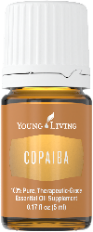 YOUNG LIVING
COPAIBA
100% Pure, Therapeutic-Grade
Essential Oil Supplement
0.17 fl oz (5 ml)